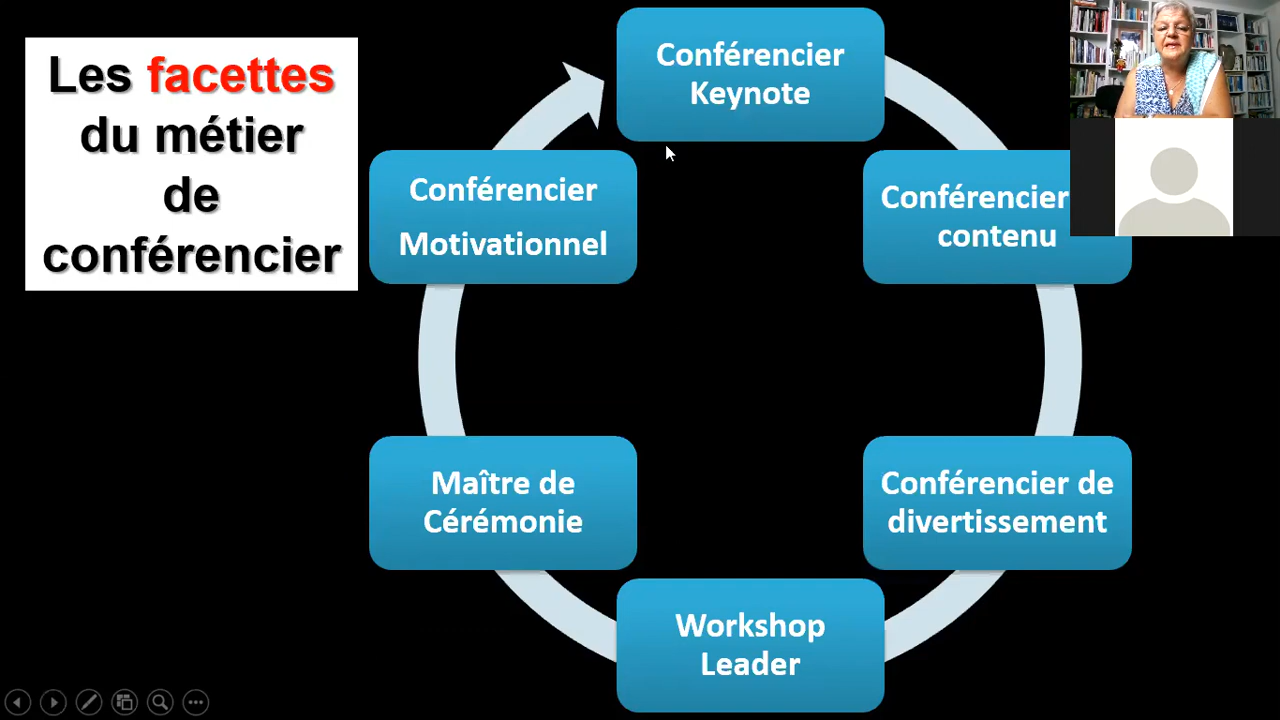 Les facettes
du métier
de
conférencier
Conférencier
Keynote
Conférencier
contenu
Conférencier de
divertissement
Workshop
Leader
Maître de
Cérémonie
Conférencier
Motivationnel